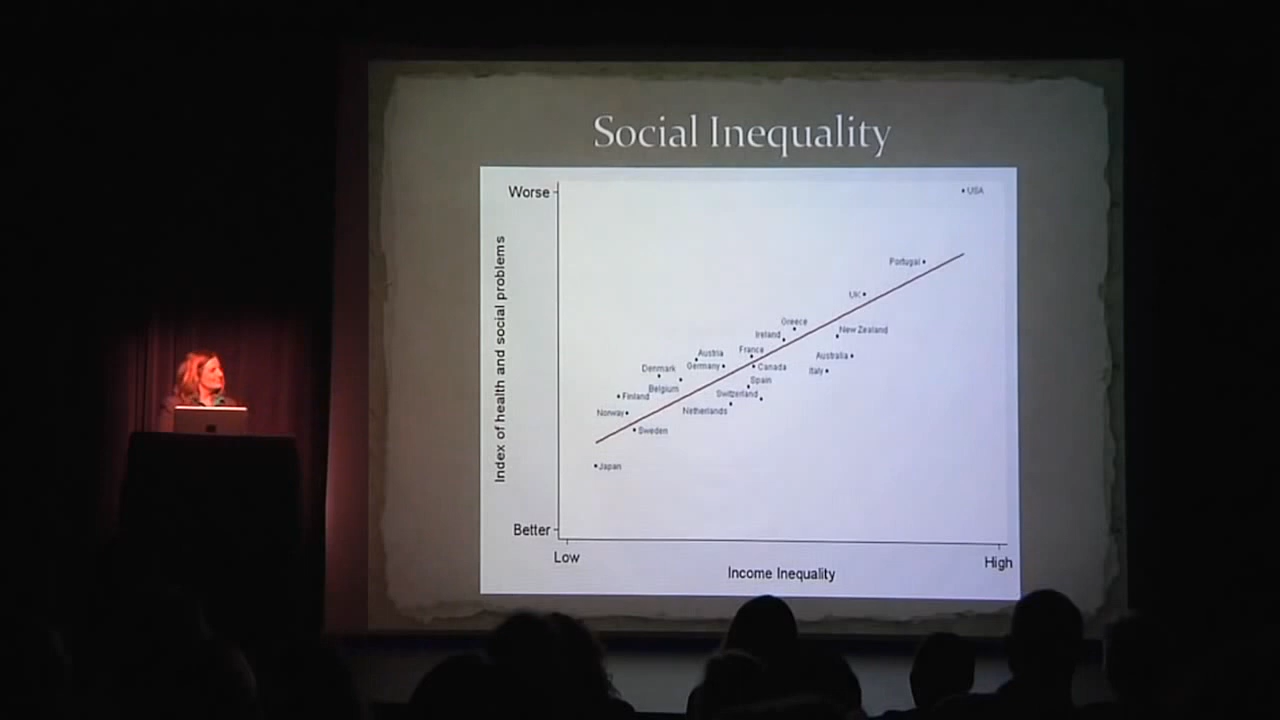 Social Inequality
Worse
USA
Portugal
UK
Greece
New Zealand
Ireland
France
Australia
Austria
Germany
Canada
Italy
Denmark
Spain
Belgium
Switzerland
Finland
Netherlands
Norway
Sweden
Japan
Index of health and social problems
Better
Low
High
Income Inequality